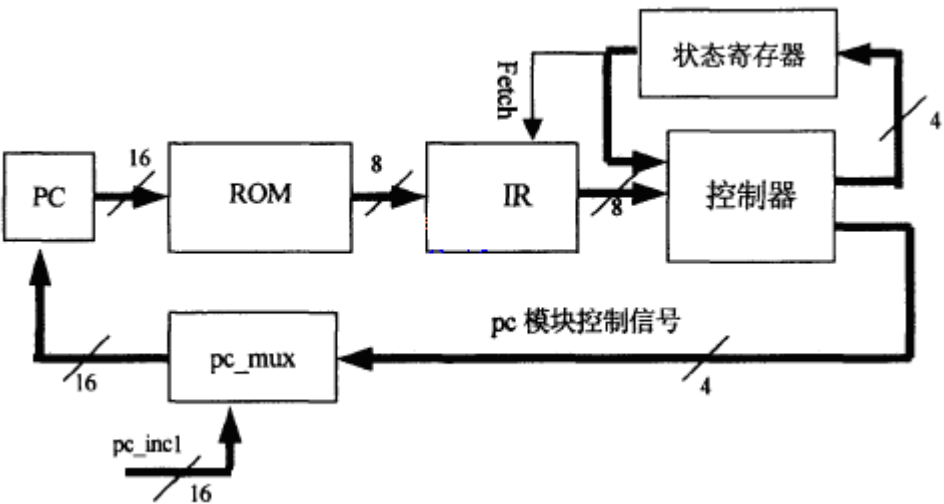 状态寄存器
Fetch
4
16
8
PC
ROM
IR
8
控制器
pc 模块控制信号
pc_mux
16
4
pc_inc1
16